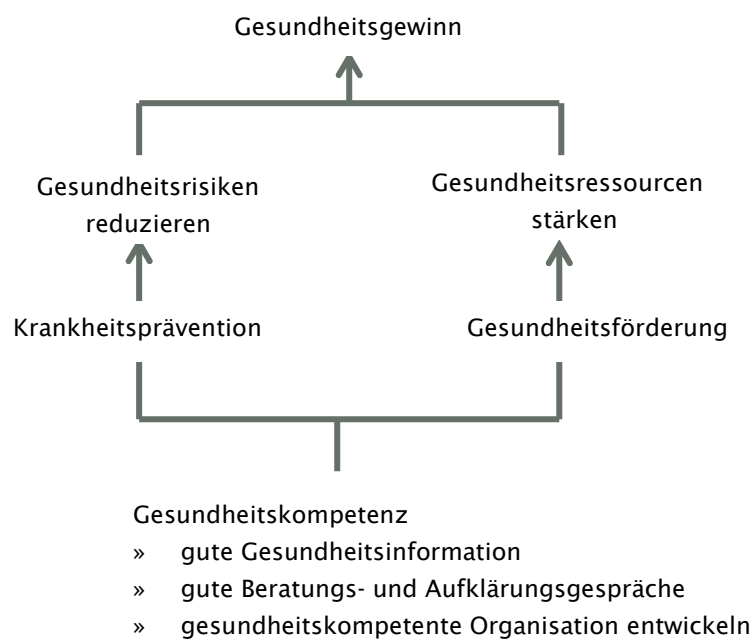 Gesundheitsgewinn
Gesundheitsrisiken
reduzieren
Gesundheitsressourcen
stärken
Krankheitsprävention
Gesundheitsförderung
Gesundheitskompetenz
» gute Gesundheitsinformation
» gute Beratungs- und Aufklärungsgespräche
» gesundheitskompetente Organisation entwickeln